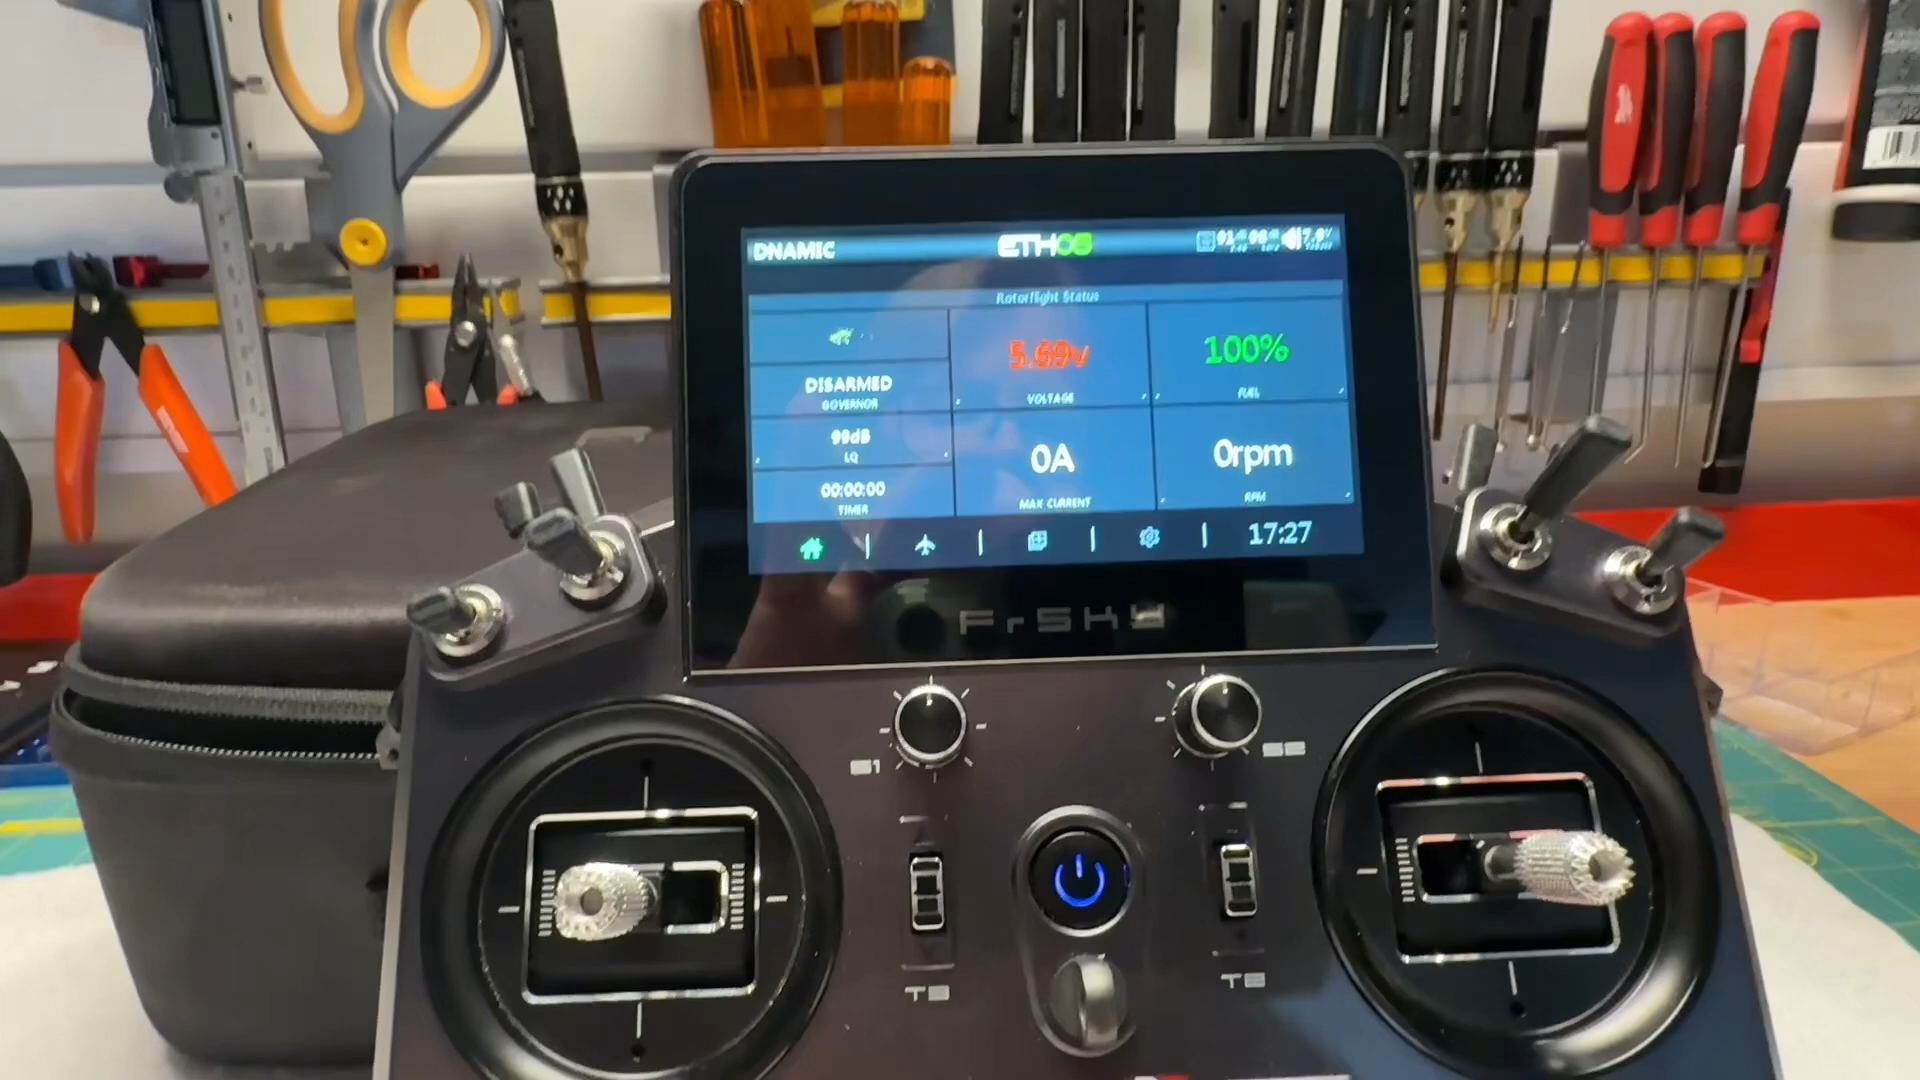 DNAMIC
ETHOS
Rotorflight Status
5.69v
VOLTAGE
100%
FUEL
DISARMED
GOVERNOR
99dB
LQ
00:00:00
TIMER
0A
MAX CURRENT
0rpm
RPM
17:27
FrSKY
S1
S2
T5
T6